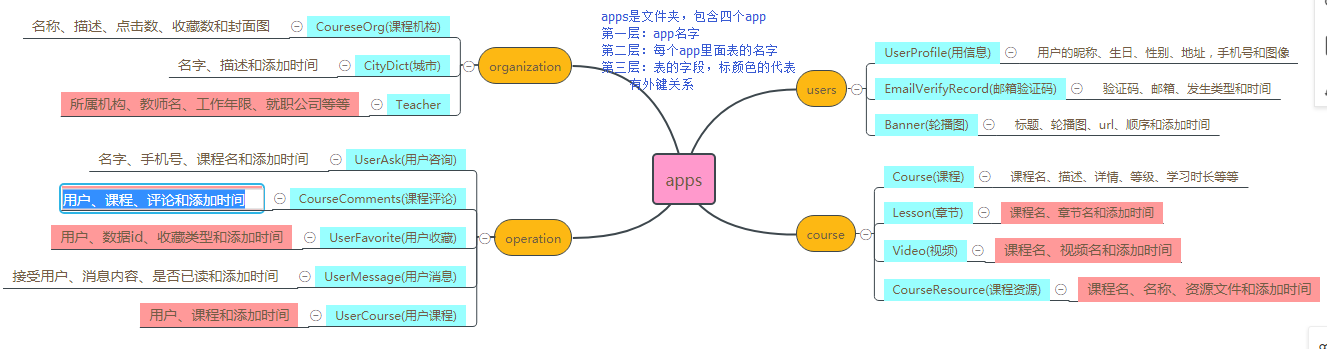 apps是文件夹，包含四个app
第一层：app名字
第二层：每个app里面表的名字
第三层：表的字段，标颜色的代表
有外键关系
apps
organization
CoureseOrg(课程机构)
名称、描述、点击数、收藏数和封面图
CityDict(城市)
名字、描述和添加时间
Teacher
所属机构、教师名、工作年限、就职公司等等
operation
UserAsk(用户咨询)
名字、手机号、课程名和添加时间
CourseComments(课程评论)
用户、课程、评论和添加时间
UserFavorite(用户收藏)
用户、数据id、收藏类型和添加时间
UserMessage(用户消息)
接受用户、消息内容、是否已读和添加时间
UserCourse(用户课程)
用户、课程和添加时间
users
UserProfile(用信息)
用户的昵称、生日、性别、地址，手机号和图像
EmailVerifyRecord(邮箱验证码)
验证码、邮箱、发生类型和时间
Banner(轮播图)
标题、轮播图、url、顺序和添加时间
course
Course(课程)
课程名、描述、详情、等级、学习时长等等
Lesson(章节)
课程名、章节名和添加时间
Video(视频)
课程名、视频名和添加时间
CourseResource(课程资源)
课程名、名称、资源文件和添加时间